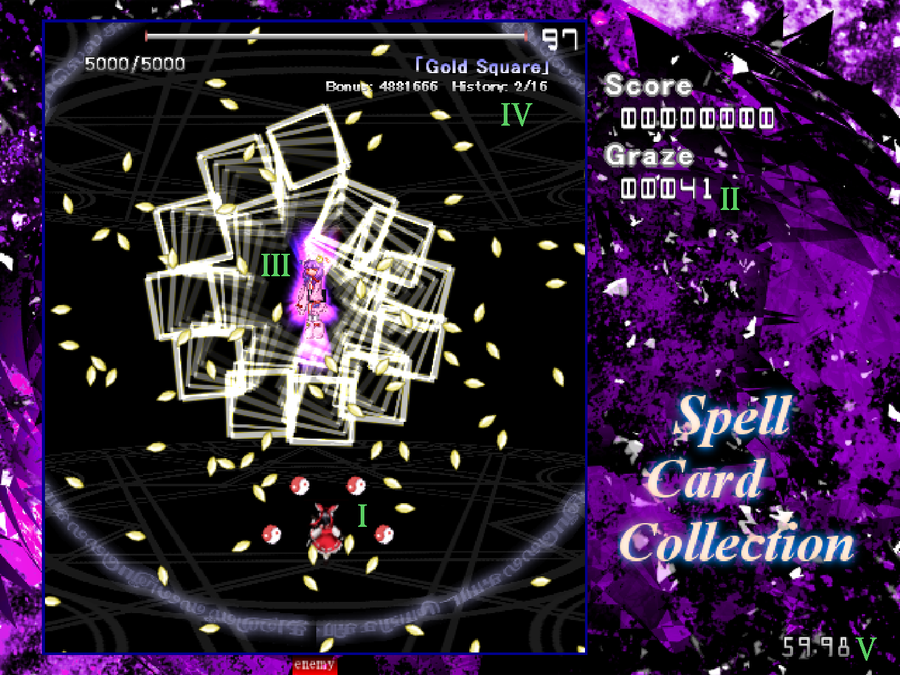 97
5000/5000
「Gold Square」
Bonus: 4881666 History: 2/16
IV
Score
00000000
Graze
00041
II
III
Spell
Card
Collection
I
59.98
V
enemy